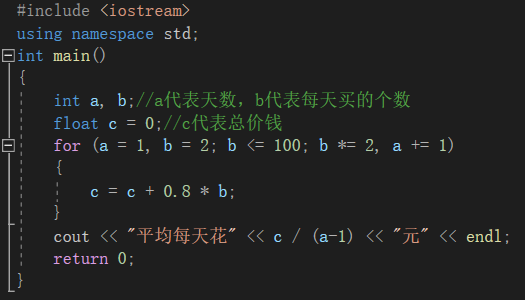 #include <iostream>
using namespace std;
int main()
{
int a, b;//a代表天数，b代表每天买的个数
float c = 0;//c代表总价钱
for (a = 1, b = 2; b <= 100; b *= 2, a += 1)
{
c = c + 0.8 * b;
}
cout << "平均每天花" << c / (a-1) << "元" << endl;
return 0;
}